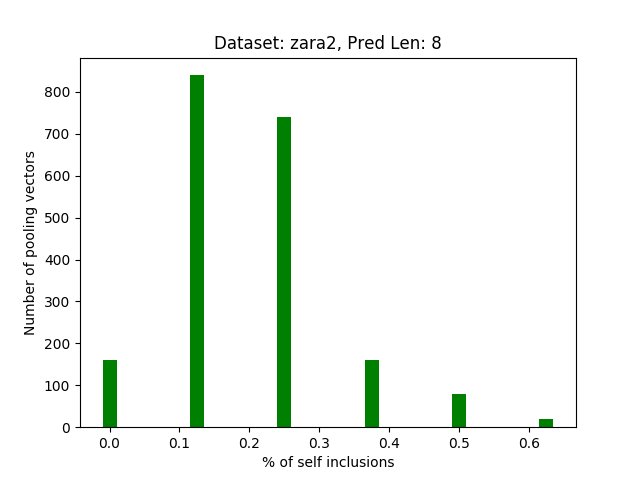 Dataset: zara2, Pred Len: 8
Number of pooling vectors
800
700
600
500
400
300
200
100
0
0.0 0.1 0.2 0.3 0.4 0.5 0.6
% of self inclusions